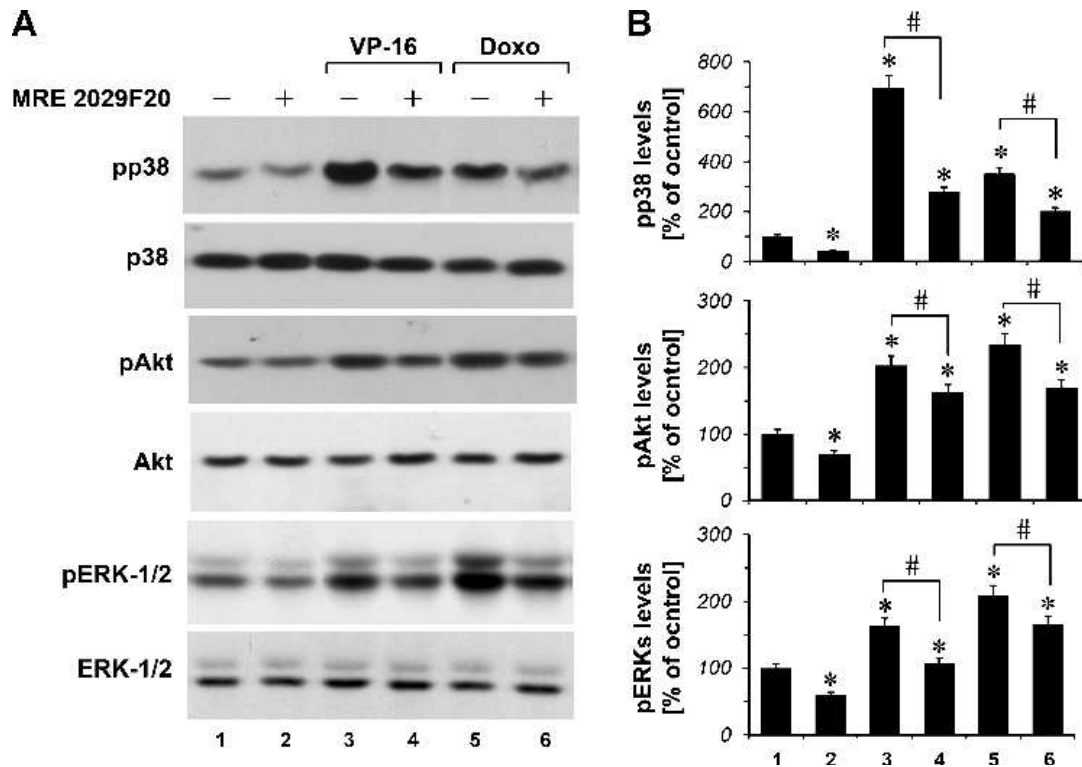 A
VP-16 Doxo
MRE 2029F20 − + − + − +
pp38
p38
pAkt
Akt
pERK-1/2
ERK-1/2
1 2 3 4 5 6
B
pp38 levels
[% of ocntrol]
800
600
400
200
0
* * * * *
# #
pAkt levels
[% of ocntrol]
300
200
100
0
* * * * *
# #
pERKs levels
[% of ocntrol]
300
200
100
0
* * * * *
# #
1 2 3 4 5 6